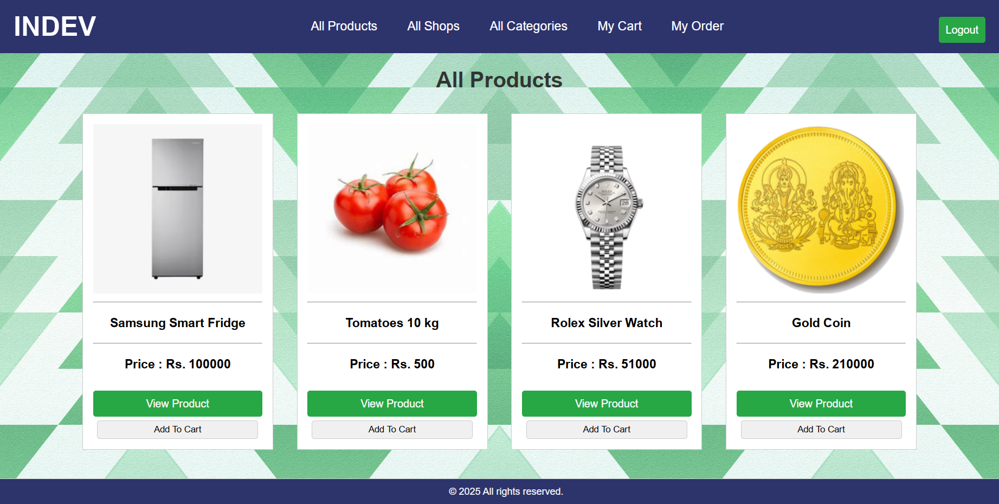 INDEV
All Products All Shops All Categories My Cart My Order
Logout
All Products
Samsung Smart Fridge
Price : Rs. 100000
View Product
Add To Cart
Tomatoes 10 kg
Price : Rs. 500
View Product
Add To Cart
ROLEX
28
Rolex Silver Watch
Price : Rs. 51000
View Product
Add To Cart
Gold Coin
Price : Rs. 210000
View Product
Add To Cart
© 2025 All rights reserved.